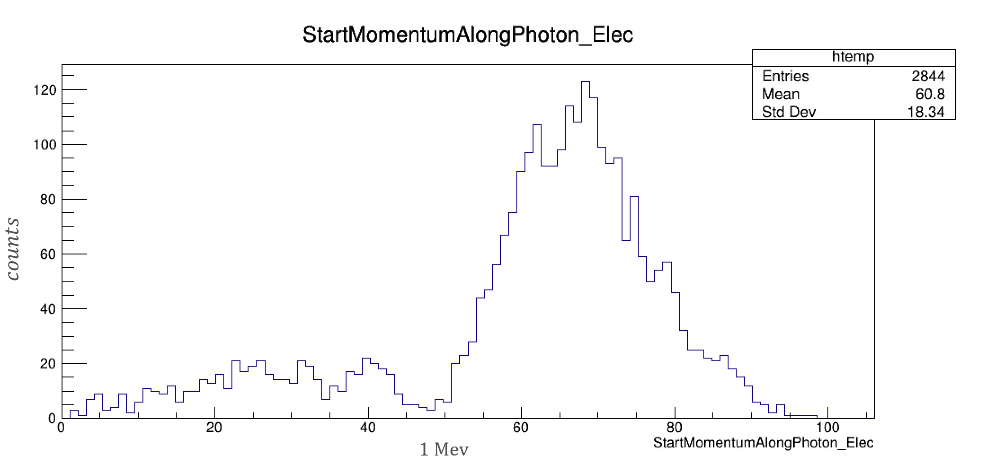 StartMomentumAlongPhoton_Elec
htemp
Entries 2844
Mean 60.8
Std Dev 18.34
120
100
80
60
40
20
0
counts
0 20 40 60 80 100
StartMomentumAlongPhoton_Elec
1 Mev